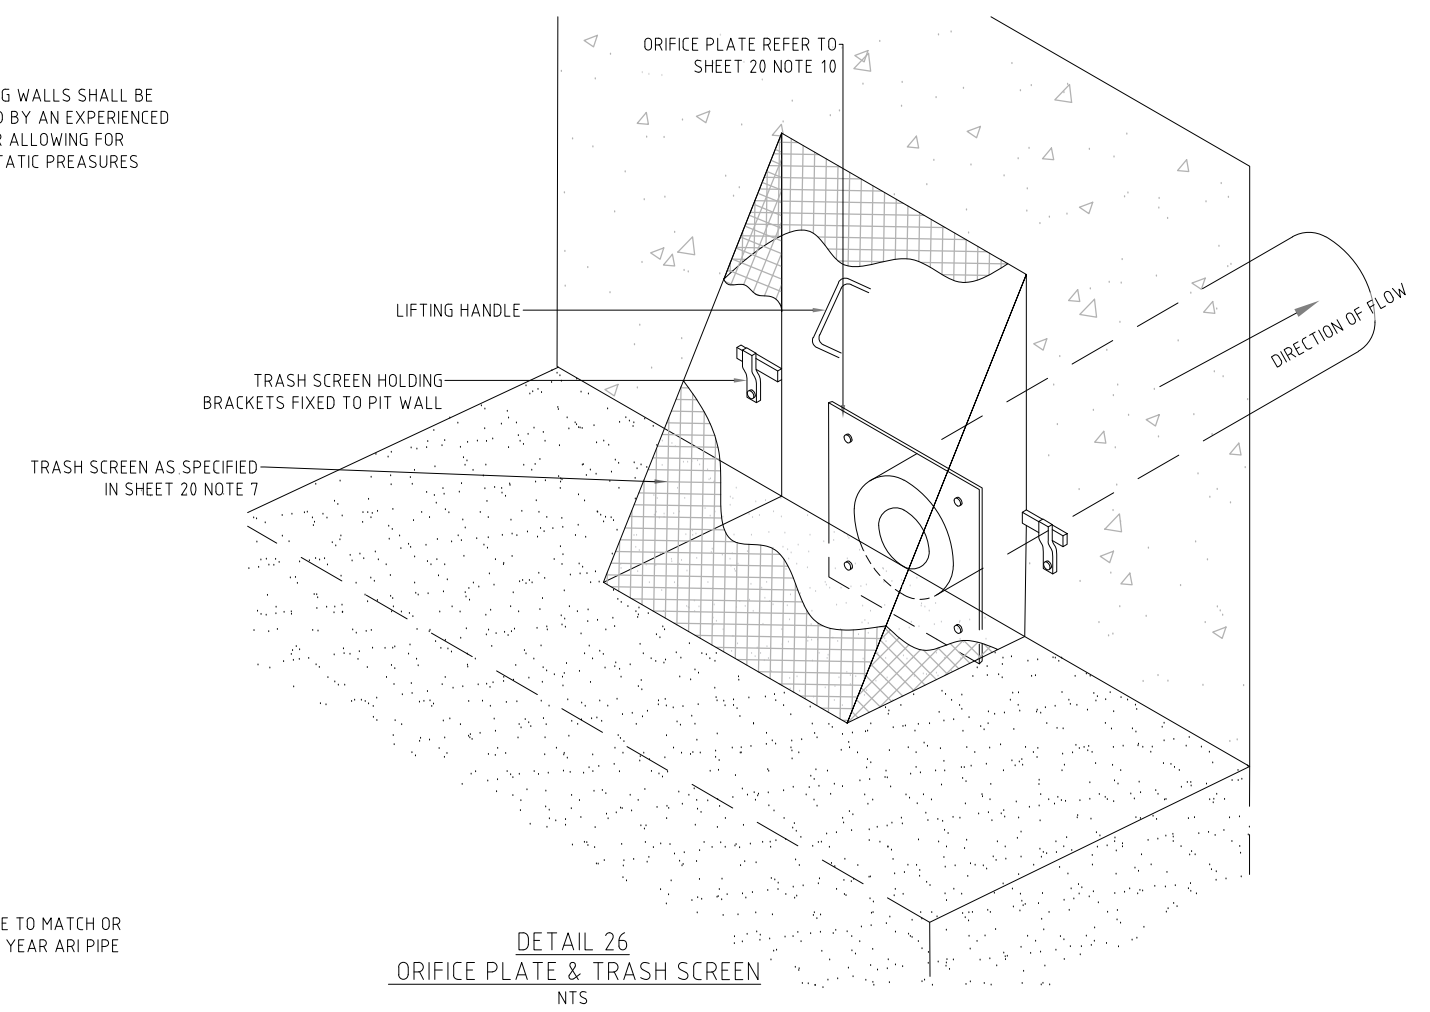 G WALLS SHALL BE
BY AN EXPERIENCED
ALLOWING FOR
TATIC PREASURES
ORIFICE PLATE REFER TO
SHEET 20 NOTE 10
LIFTING HANDLE
TRASH SCREEN HOLDING
BRACKETS FIXED TO PIT WALL
TRASH SCREEN AS SPECIFIED
IN SHEET 20 NOTE 7
DIRECTION OF FLOW
E TO MATCH OR
YEAR ARI PIPE
DETAIL 26
ORIFICE PLATE & TRASH SCREEN
NTS